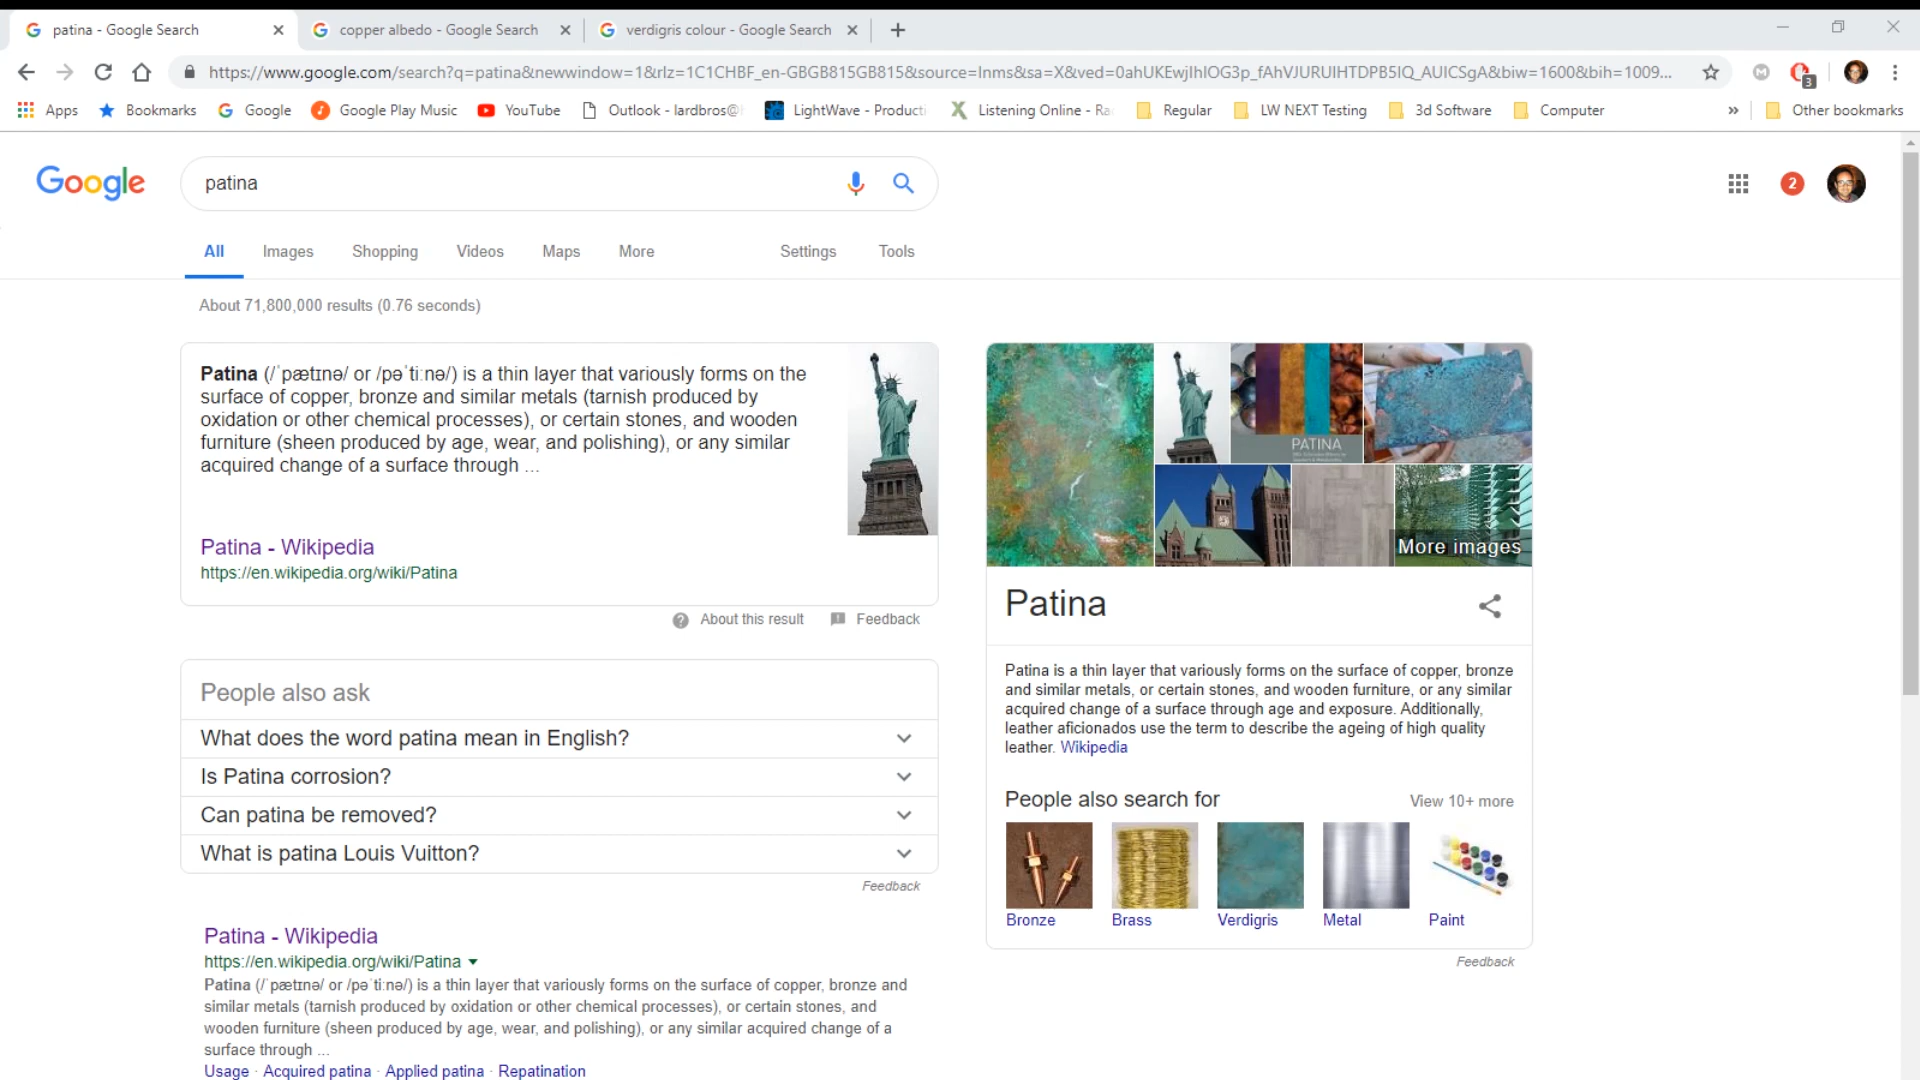 patina - Google Search
copper albedo - Google Search
verdigris colour - Google Search
https://www.google.com/search?q=patina&newwindow=1&rlz=1C1CHBF_en-GBGB815GB815&source=lnms&sa=X&ved=0ahUKEwjIhIOG3p_fAhVJURUIHTDPB5IQ_AUICSgA&biw=1600&bih=1009...
3
Apps
Bookmarks
Google
Google Play Music
YouTube
Outlook - lardbros@
LightWave - Producti
Listening Online - Ra
Regular
LW NEXT Testing
3d Software
Computer
»
Other bookmarks
Google
patina
2
All
Images
Shopping
Videos
Maps
More
Settings
Tools
About 71,800,000 results (0.76 seconds)
Patina (/ˈpætɪnə/ or /pəˈtiːnə/) is a thin layer that variously forms on the
surface of copper, bronze and similar metals (tarnish produced by
oxidation or other chemical processes), or certain stones, and wooden
furniture (sheen produced by age, wear, and polishing), or any similar
acquired change of a surface through ...
Patina - Wikipedia
https://en.wikipedia.org/wiki/Patina
About this result
Feedback
People also ask
What does the word patina mean in English?
Is Patina corrosion?
Can patina be removed?
What is patina Louis Vuitton?
Feedback
Patina - Wikipedia
https://en.wikipedia.org/wiki/Patina
Patina (/ˈpætɪnə/ or /pəˈtiːnə/) is a thin layer that variously forms on the surface of copper, bronze and
similar metals (tarnish produced by oxidation or other chemical processes), or certain stones, and
wooden furniture (sheen produced by age, wear, and polishing), or any similar acquired change of a
surface through ...
Usage · Acquired patina · Applied patina · Repatination
PATINA
More images
Patina
Patina is a thin layer that variously forms on the surface of copper, bronze
and similar metals, or certain stones, and wooden furniture, or any similar
acquired change of a surface through age and exposure. Additionally,
leather aficionados use the term to describe the ageing of high quality
leather. Wikipedia
People also search for
View 10+ more
Bronze
Brass
Verdigris
Metal
Paint
Feedback